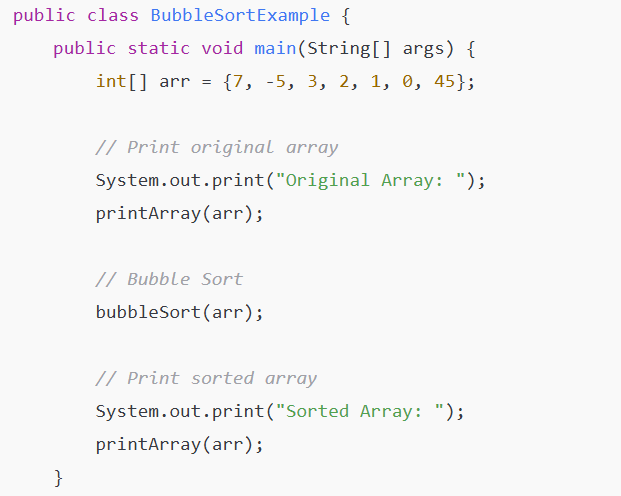 public class BubbleSortExample {
    public static void main(String[] args) {
        int[] arr = {7, -5, 3, 2, 1, 0, 45};
        // Print original array
        System.out.print("Original Array: ");
        printArray(arr);
        // Bubble Sort
        bubbleSort(arr);
        // Print sorted array
        System.out.print("Sorted Array: ");
        printArray(arr);
    }